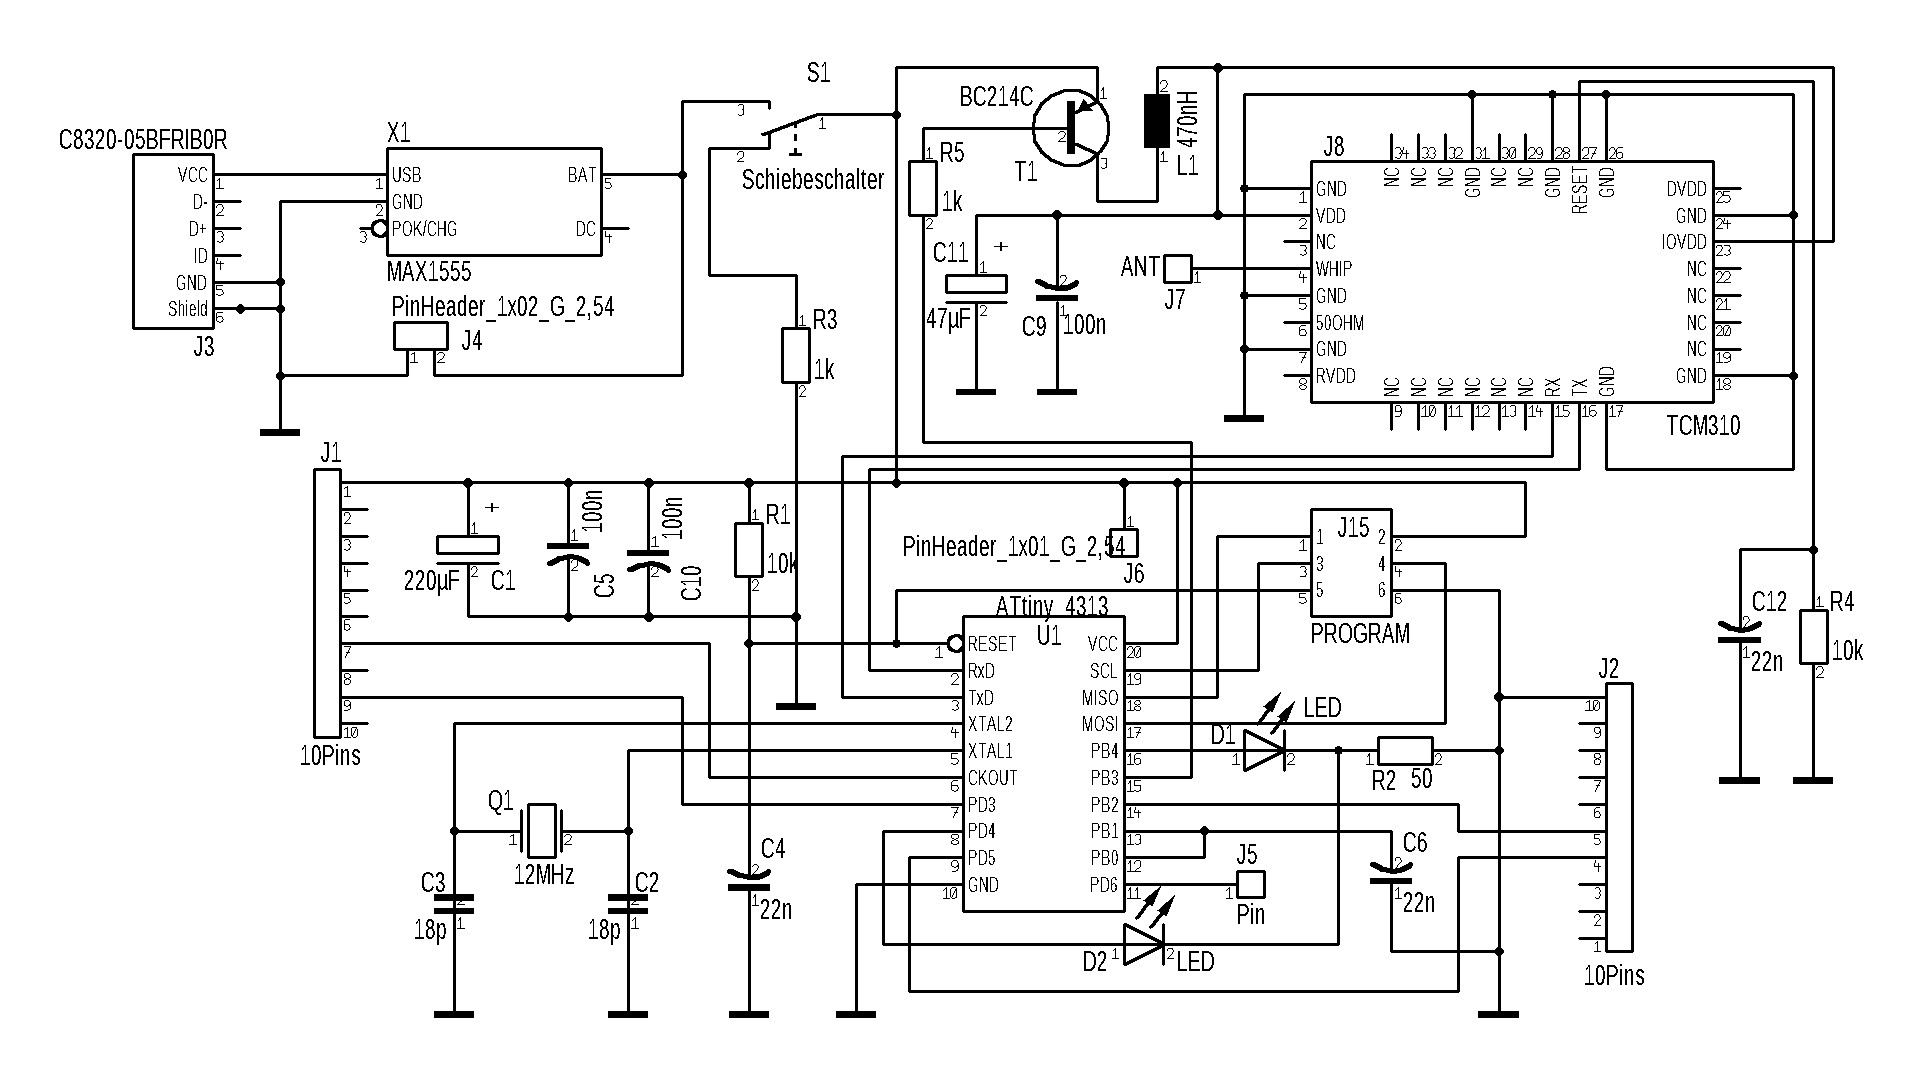 S1
3
1
2
Schiebeschalter
C8320-05BFRIB0R
VCC 1
D- 2
D+ 3
ID 4
GND 5
Shield 6
J3
X1
1 USB
2 GND
3 POK/CHG
BAT 5
DC 4
MAX1555
PinHeader_1x02_G_2,54
J4
1 2
R3
1
1k
2
BC214C
1
2
3
T1
R5
1
1k
2
2
470nH
1
L1
C11
+
1
47µF
2
C9
2
1
100n
ANT
1
J7
J8
34 33 32 31 30 29 28 27 26
NC NC NC GND NC NC GND RESET GND
1 GND
2 VDD
3 NC
4 WHIP
5 GND
6 50OHM
7 GND
8 RVDD
DVDD 25
GND 24
IOVDD 23
NC 22
NC 21
NC 20
NC 19
GND 18
NC NC NC NC NC NC RX TX GND
9 10 11 12 13 14 15 16 17
TCM310
J1
1
2
3
4
5
6
7
8
9
10
10Pins
+
1
220µF
2
C1
100n
1
2
C5
100n
1
2
C10
R1
1
10k
2
PinHeader_1x01_G_2,54
1
J6
J15
1 1 2 2
3 3 4 4
5 5 6 6
PROGRAM
ATtiny_4313
U1
1 RESET
2 RxD
3 TxD
4 XTAL2
5 XTAL1
6 CKOUT
7 PD3
8 PD4
9 PD5
10 GND
VCC 20
SCL 19
MISO 18
MOSI 17
PB4 16
PB3 15
PB2 14
PB1 13
PB0 12
PD6 11
C12
2
1
22n
R4
1
10k
2
J2
10
9
8
7
6
5
4
3
2
1
10Pins
LED
D1
1 2
1 2
R2 50
Q1
1 2
12MHz
C3
2
18p 1
C2
2
18p 1
C4
2
1
22n
J5
1
Pin
C6
2
1
22n
D2 1 2 LED